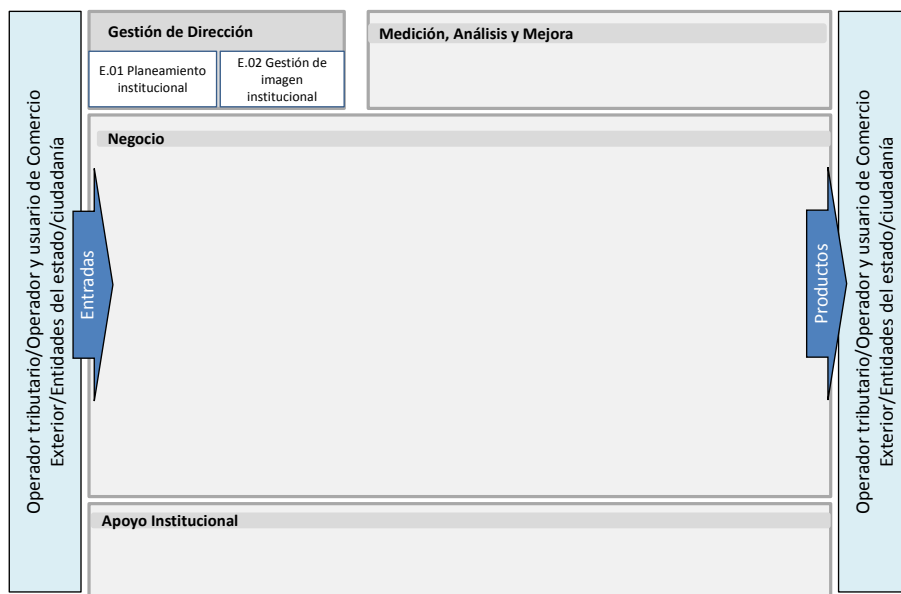 Operador tributario/Operador y usuario de Comercio
Exterior/Entidades del estado/ciudadanía
Entradas
Gestión de Dirección
E.01 Planeamiento
institucional
E.02 Gestión de
imagen
institucional
Medición, Análisis y Mejora
Negocio
Apoyo Institucional
Productos
Operador tributario/Operador y usuario de Comercio
Exterior/Entidades del estado/ciudadanía